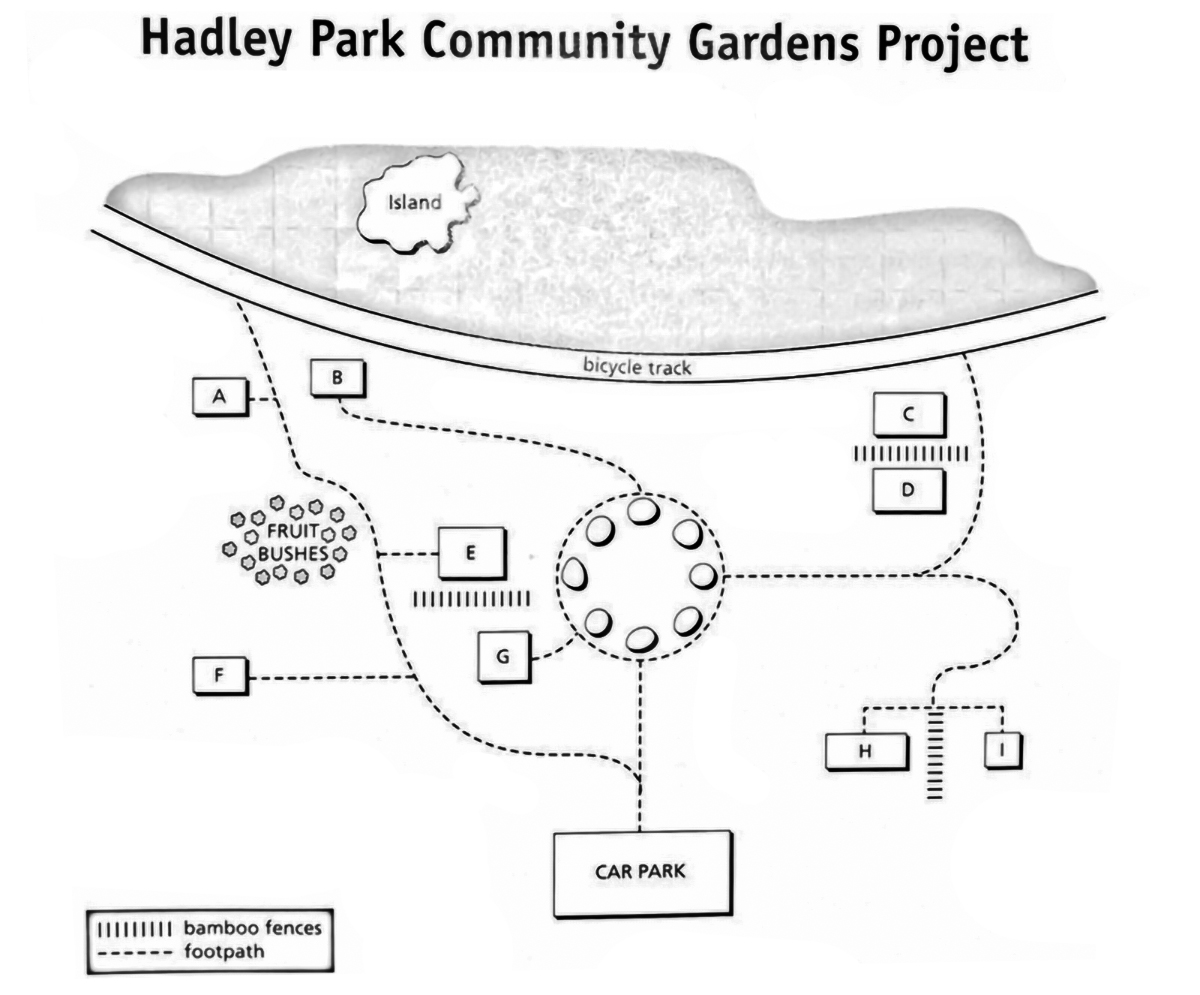 Hadley Park Community Gardens Project
Island
bicycle track
A
B
C
D
FRUIT
BUSHES
E
G
F
H
I
CAR PARK
bamboo fences
footpath